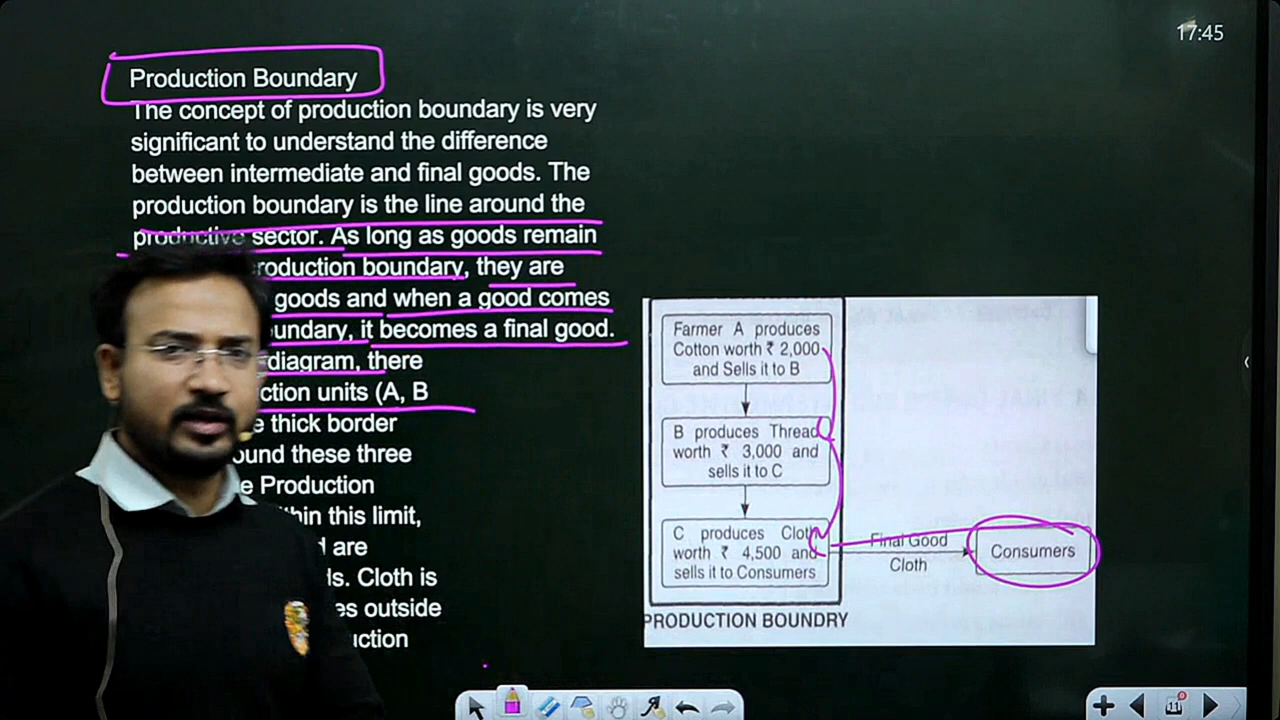 17:45
Production Boundary
The concept of production boundary is very
significant to understand the difference
between intermediate and final goods. The
production boundary is the line around the
productive sector. As long as goods remain
roduction boundary, they are
goods and when a good comes
oundary, it becomes a final good.
diagram, there
ction units (A, B
e thick border
ound these three
e Production
thin this limit,
d are
ds. Cloth is
es outside
uction
Farmer A produces
Cotton worth ₹ 2,000
and Sells it to B
B produces Thread
worth ₹ 3,000 and
sells it to C
C produces Cloth
worth ₹ 4,500 and
sells it to Consumers
Final Good
Cloth
Consumers
PRODUCTION BOUNDRY
11